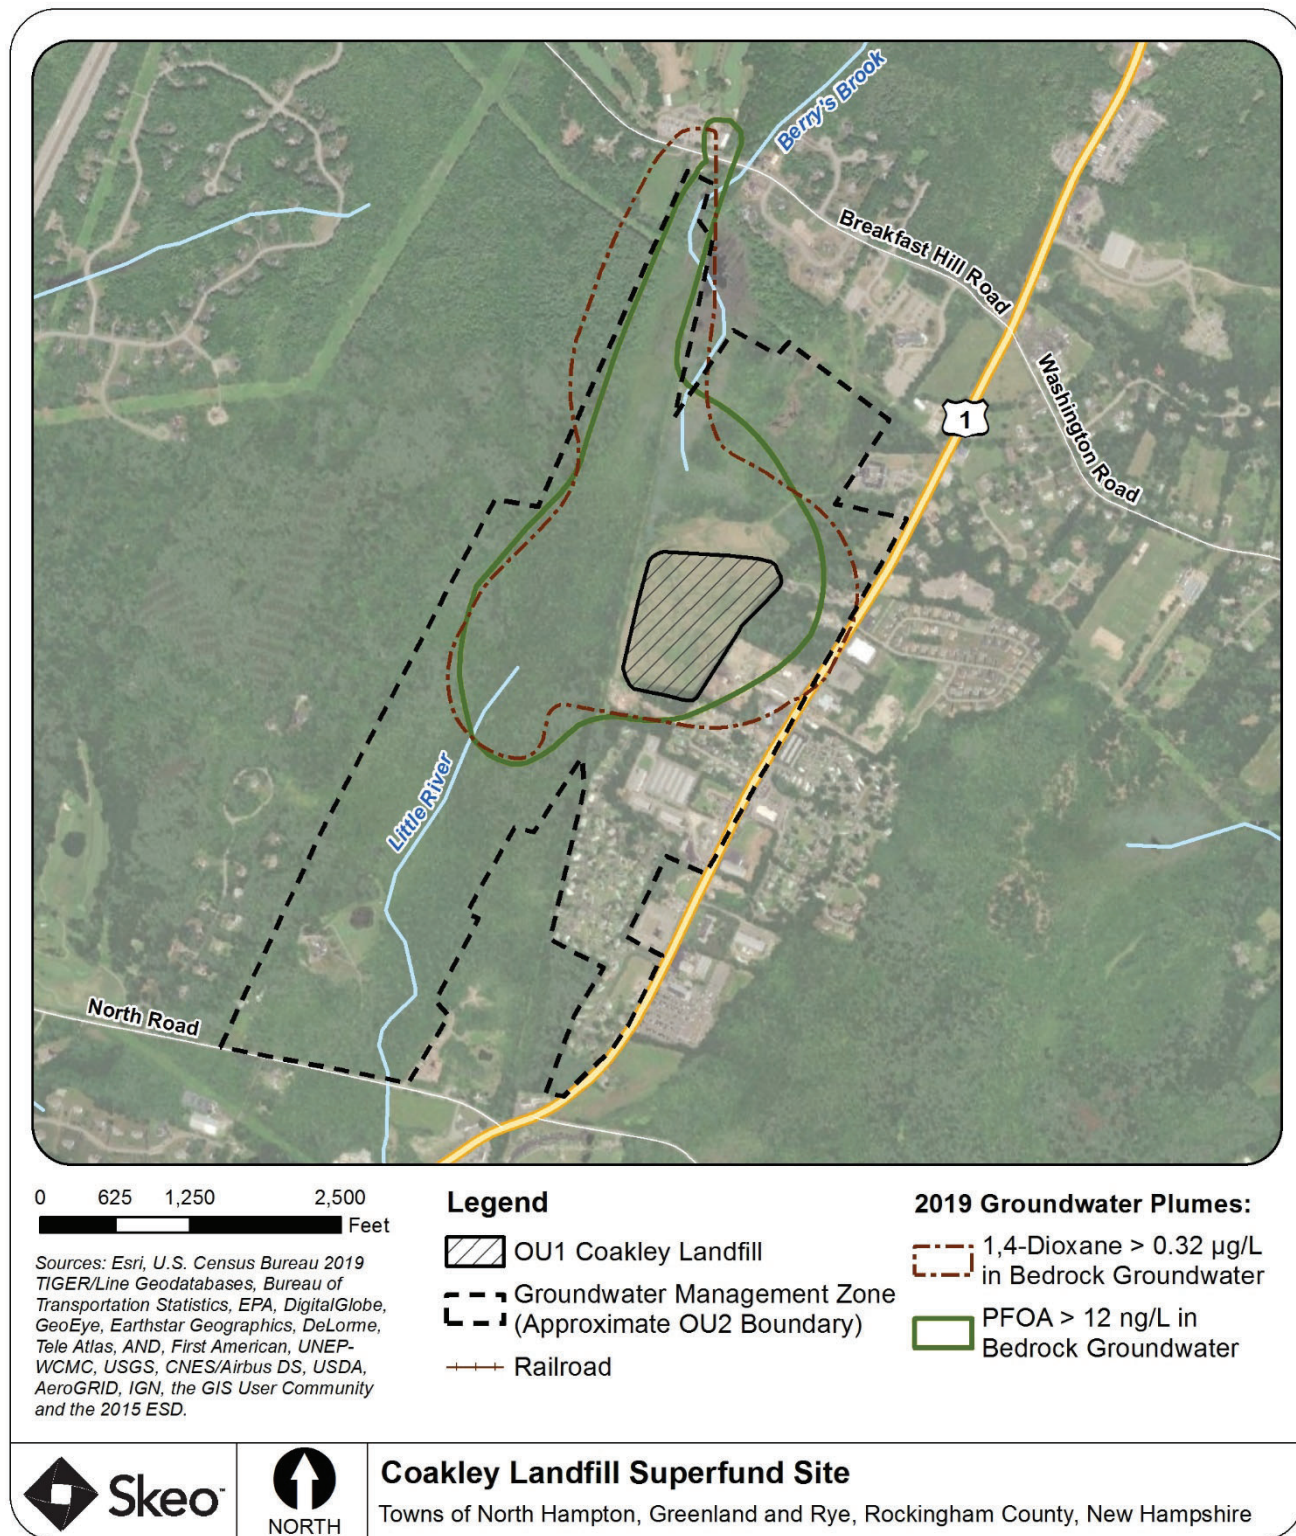 Berry's Brook
Breakfast Hill Road
Washington Road
1
Little River
North Road
0 625 1,250 2,500
Feet
Sources: Esri, U.S. Census Bureau 2019
TIGER/Line Geodatabases, Bureau of
Transportation Statistics, EPA, DigitalGlobe,
GeoEye, Earthstar Geographics, DeLorme,
Tele Atlas, AND, First American, UNEP-
WCMC, USGS, CNES/Airbus DS, USDA,
AeroGRID, IGN, the GIS User Community
and the 2015 ESD.
Legend
OU1 Coakley Landfill
Groundwater Management Zone
(Approximate OU2 Boundary)
Railroad
2019 Groundwater Plumes:
1,4-Dioxane > 0.32 µg/L
in Bedrock Groundwater
PFOA > 12 ng/L in
Bedrock Groundwater
Skeo™
NORTH
Coakley Landfill Superfund Site
Towns of North Hampton, Greenland and Rye, Rockingham County, New Hampshire